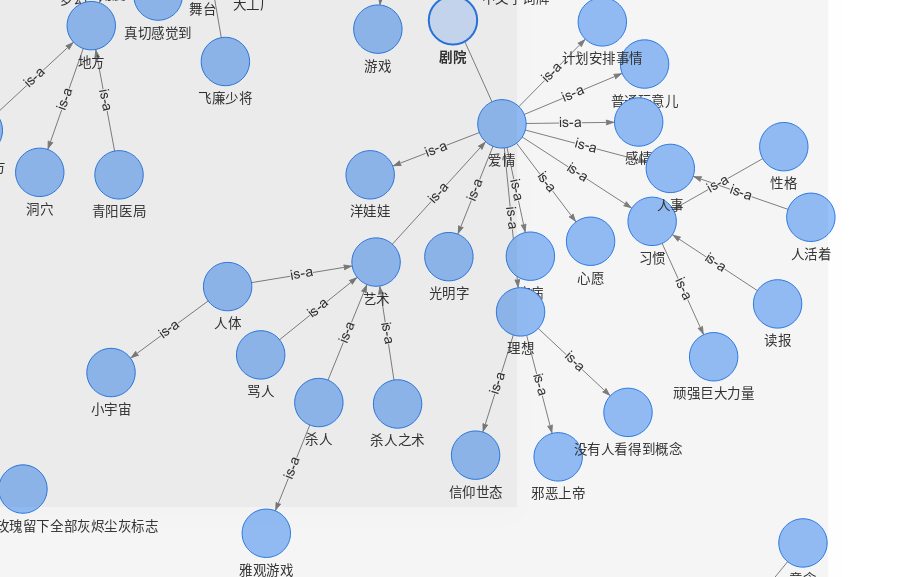 舞台
大工厂
真切感觉到
地方
游戏
剧院
计划安排事情
is-a
is-a
飞廉少将
is-a
普通玩意儿
is-a
is-a
爱情
is-a
感情
is-a
洞穴
青阳医局
洋娃娃
is-a
is-a
is-a
is-a
is-a
is-a
is-a
is-a
性格
人事
人活着
习惯
is-a
艺术
光明字
心愿
病
is-a
is-a
人体
is-a
is-a
骂人
is-a
is-a
理想
读报
小宇宙
杀人
杀人之术
is-a
is-a
is-a
顽强巨大力量
没有人看得到概念
is-a
信仰世态
邪恶上帝
玫瑰留下全部灰烬尘灰标志
雅观游戏